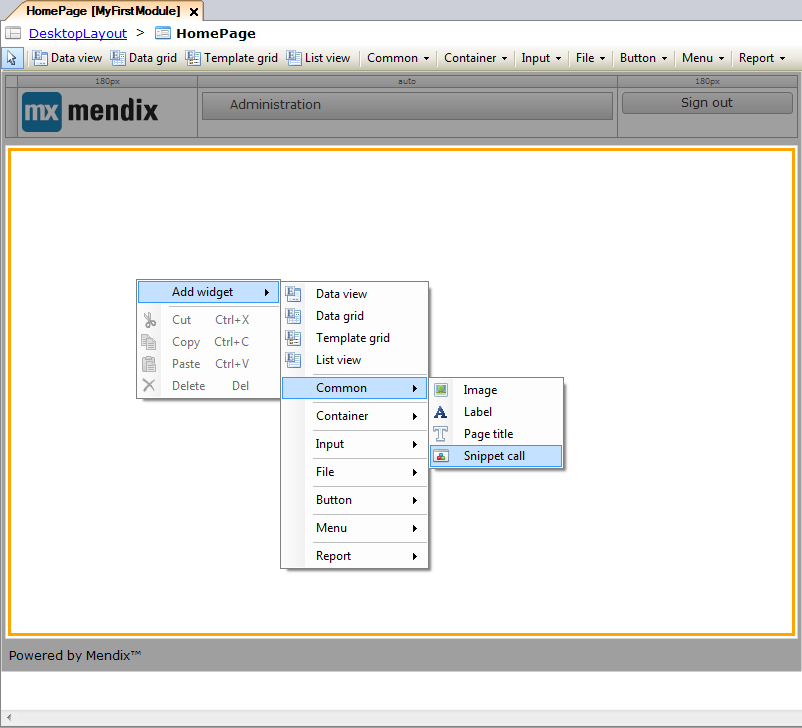 HomePage [MyFirstModule] ×
DesktopLayout > HomePage
Data view Data grid Template grid List view Common Container Input File Button Menu Report
180px auto 180px
mx mendix Administration Sign out
Add widget
Cut Ctrl+X
Copy Ctrl+C
Paste Ctrl+V
Delete Del
Data view
Data grid
Template grid
List view
Common
Container
Input
File
Button
Menu
Report
Image
Label
Page title
Snippet call
Powered by Mendix™